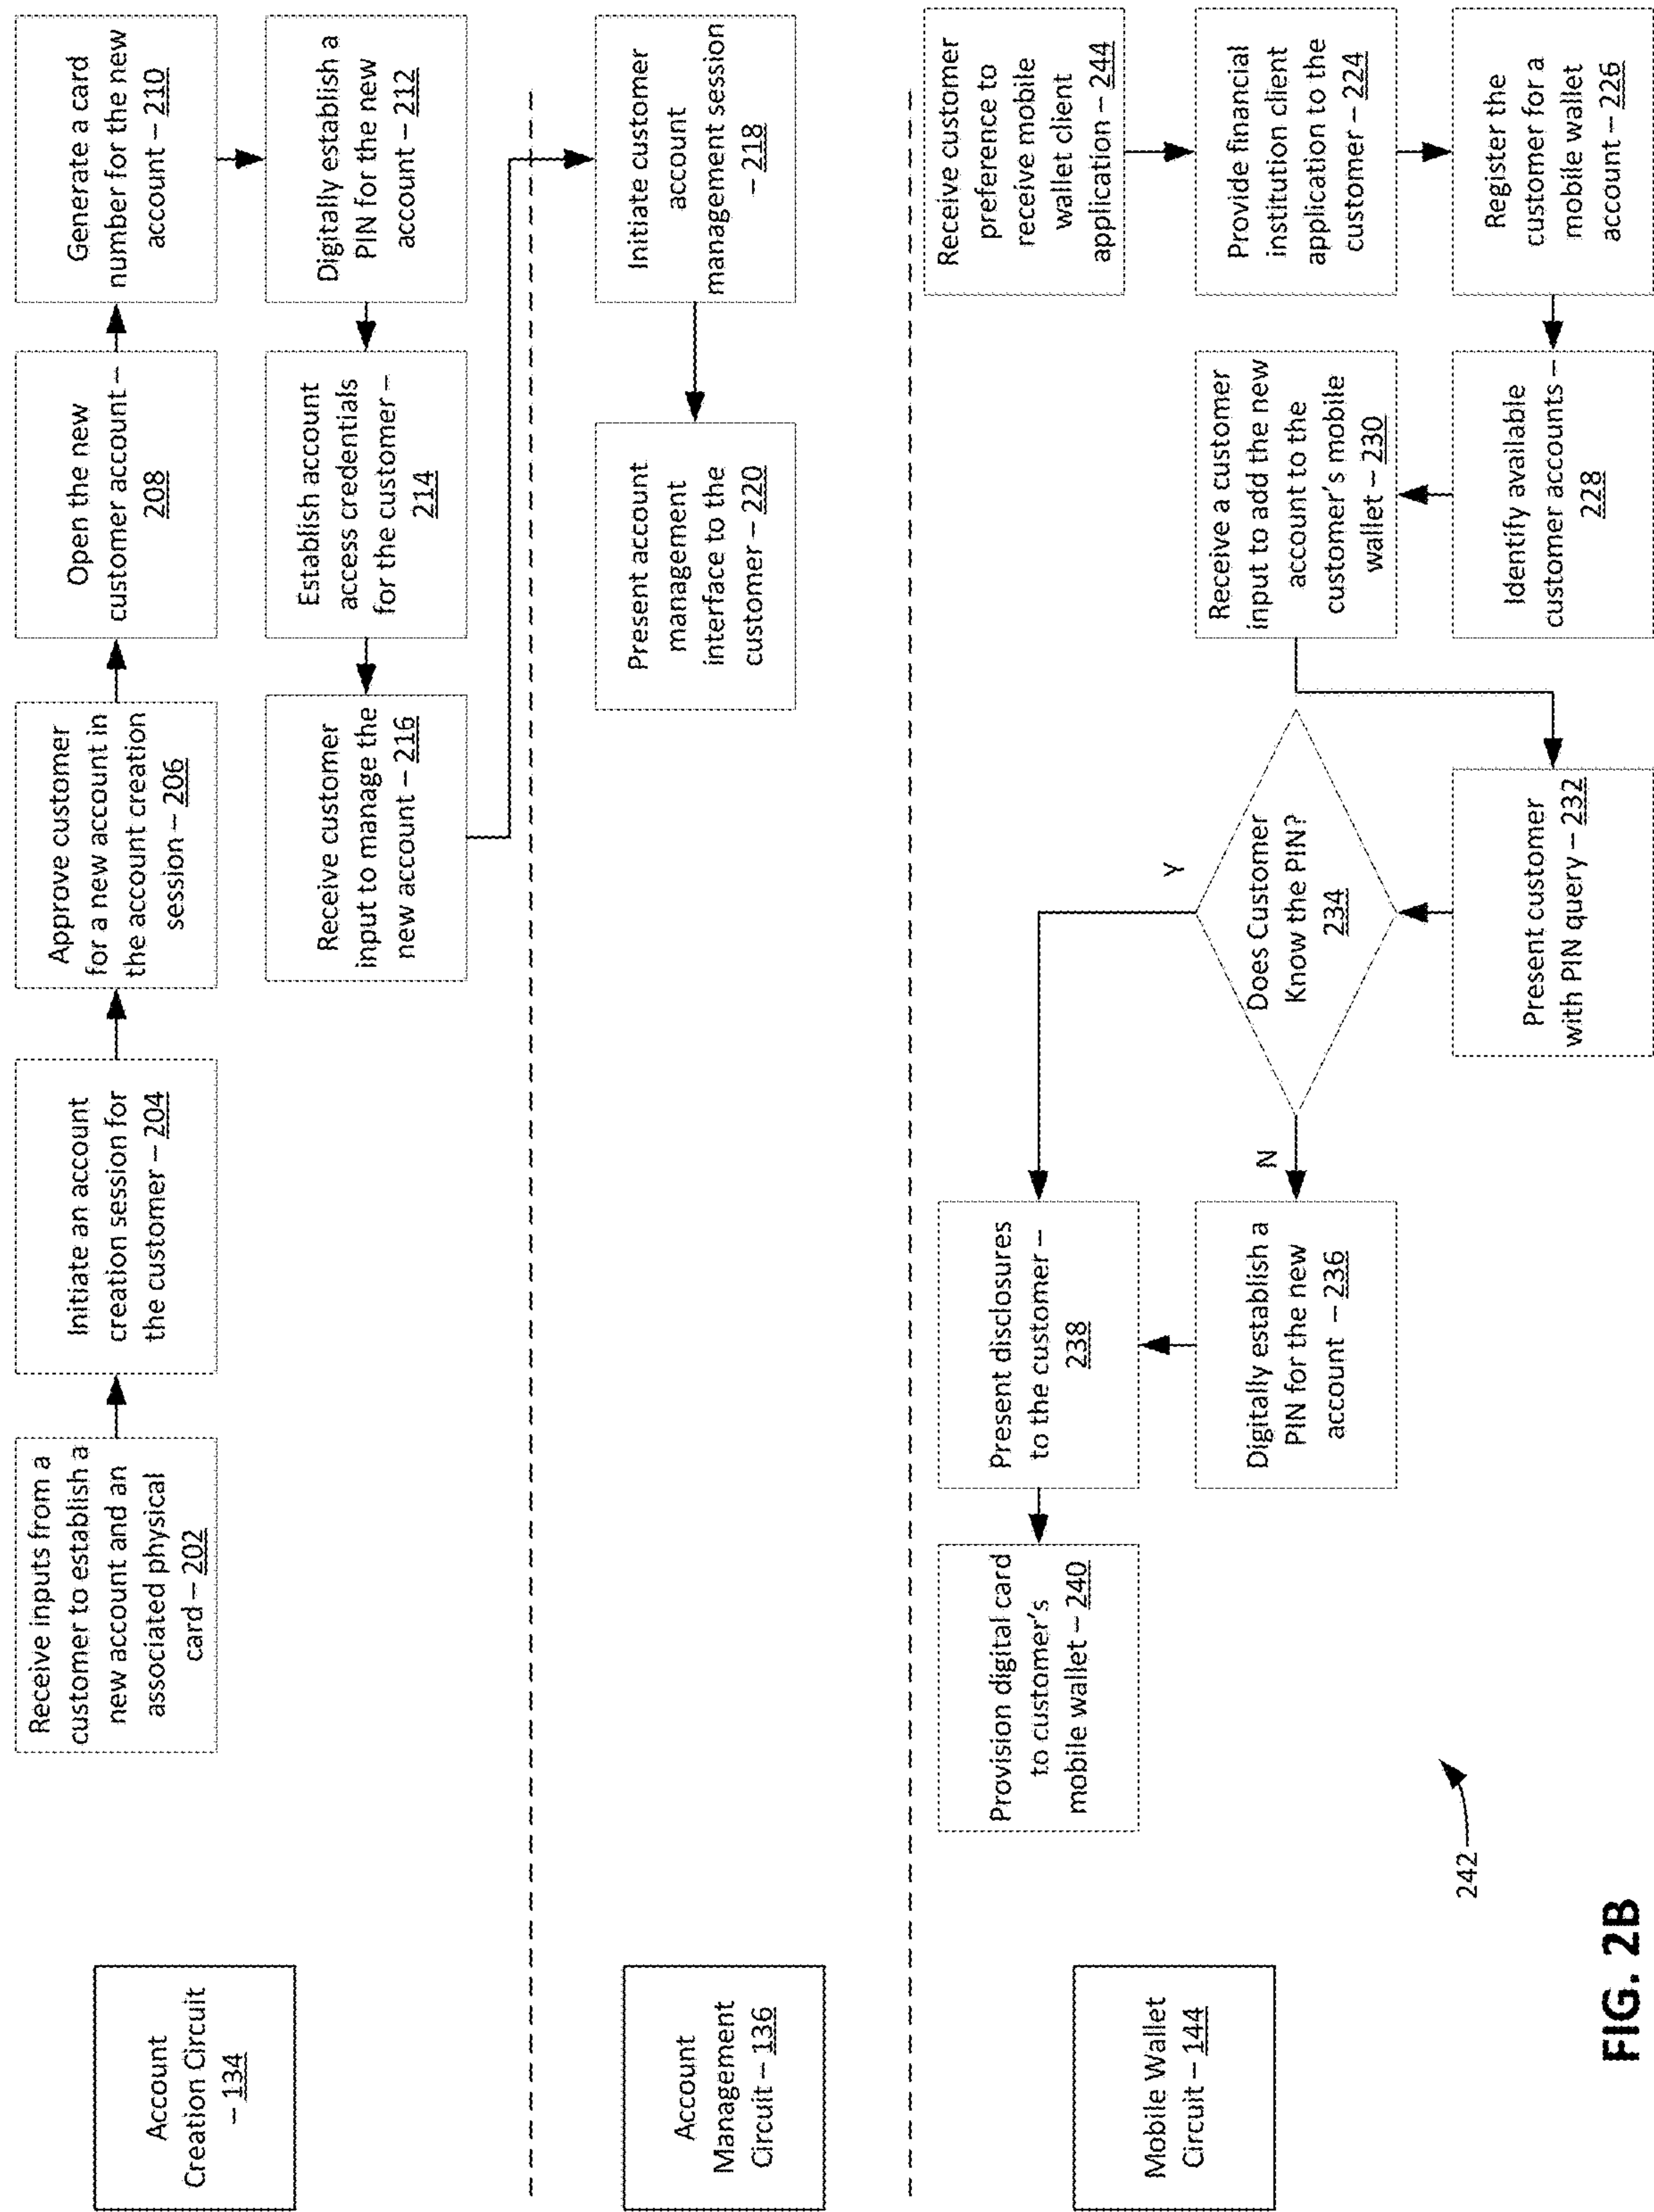 Account
Creation Circuit
– 134
Receive inputs from a
customer to establish a
new account and an
associated physical
card – 202
Initiate an account
creation session for
the customer – 204
Approve customer
for a new account in
the account creation
session – 206
Open the new
customer account –
208
Generate a card
number for the new
account – 210
Digitally establish a
PIN for the new
account – 212
Establish account
access credentials
for the customer –
214
Receive customer
input to manage the
new account – 216
Account
Management
Circuit – 136
Initiate customer
account
management session
– 218
Present account
management
interface to the
customer – 220
Mobile Wallet
Circuit – 144
Receive customer
preference to
receive mobile
wallet client
application – 244
Provide financial
institution client
application to the
customer – 224
Register the
customer for a
mobile wallet
account – 226
Identify available
customer accounts –
228
Receive a customer
input to add the new
account to the
customer's mobile
wallet – 230
Present customer
with PIN query – 232
Does Customer
Know the PIN?
234
Y
N
Digitally establish a
PIN for the new
account – 236
Present disclosures
to the customer –
238
Provision digital card
to customer's
mobile wallet – 240
242
FIG. 2B